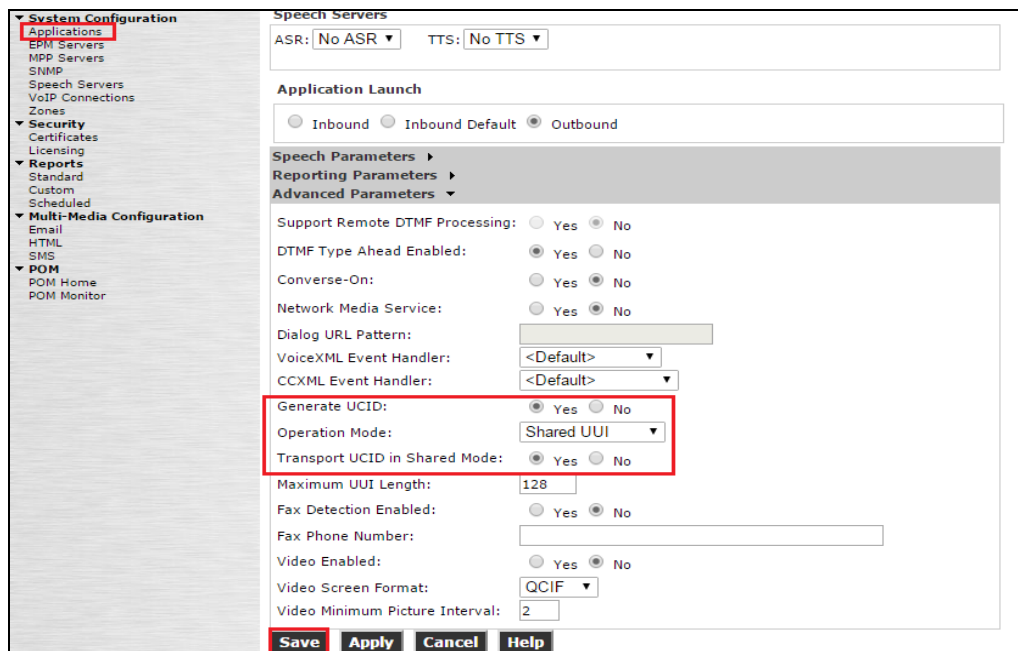 System Configuration
Applications
EPM Servers
MPP Servers
SNMP
Speech Servers
VoIP Connections
Zones
Security
Certificates
Licensing
Reports
Standard
Custom
Scheduled
Multi-Media Configuration
Email
HTML
SMS
POM
POM Home
POM Monitor
Speech Servers
ASR: No ASR TTS: No TTS
Application Launch
Inbound Inbound Default Outbound
Speech Parameters
Reporting Parameters
Advanced Parameters
Support Remote DTMF Processing: Yes No
DTMF Type Ahead Enabled: Yes No
Converse-On: Yes No
Network Media Service: Yes No
Dialog URL Pattern:
VoiceXML Event Handler: <Default>
CCXML Event Handler: <Default>
Generate UCID: Yes No
Operation Mode: Shared UUI
Transport UCID in Shared Mode: Yes No
Maximum UUI Length: 128
Fax Detection Enabled: Yes No
Fax Phone Number:
Video Enabled: Yes No
Video Screen Format: QCIF
Video Minimum Picture Interval: 2
Save Apply Cancel Help